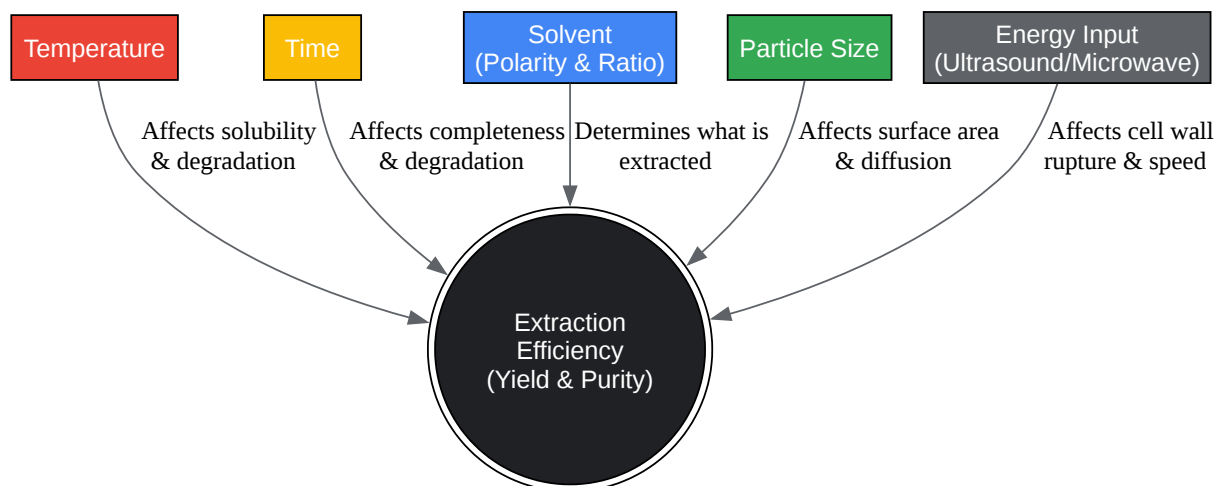 Temperature
Time
Solvent
(Polarity & Ratio)
Particle Size
Energy Input
(Ultrasound/Microwave)
Affects solubility
& degradation
Affects completeness
& degradation
Determines what is
extracted
Affects surface area
& diffusion
Affects cell wall
rupture & speed
Extraction
Efficiency
(Yield & Purity)